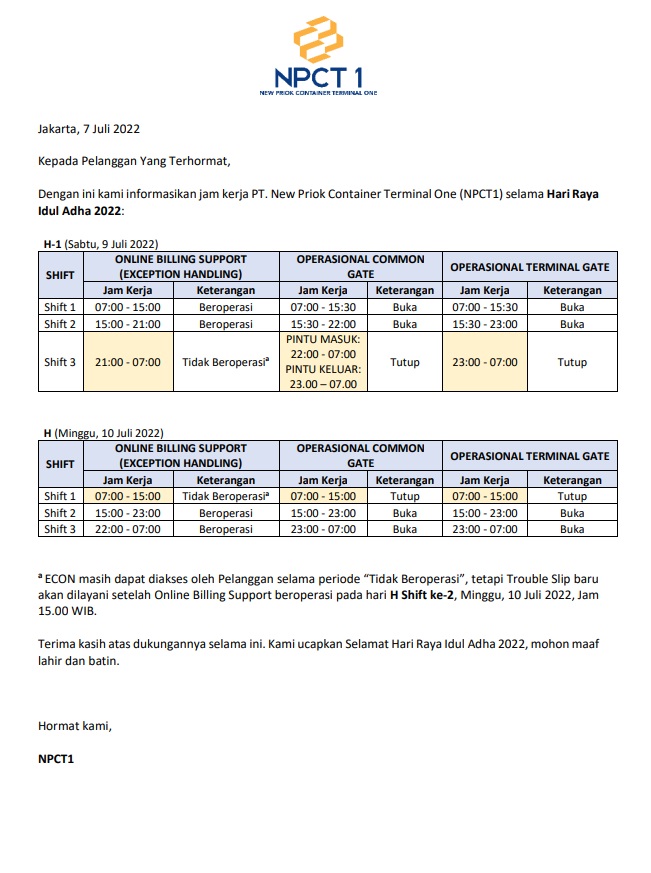 NPCT 1
NEW PRIOK CONTAINER TERMINAL ONE
Jakarta, 7 Juli 2022
Kepada Pelanggan Yang Terhormat,
Dengan ini kami informasikan jam kerja PT. New Priok Container Terminal One (NPCT1) selama Hari Raya
Idul Adha 2022:
H-1 (Sabtu, 9 Juli 2022)
SHIFT ONLINE BILLING SUPPORT (EXCEPTION HANDLING) OPERASIONAL COMMON GATE OPERASIONAL TERMINAL GATE
Jam Kerja Keterangan Jam Kerja Keterangan Jam Kerja Keterangan
Shift 1 07:00 - 15:00 Beroperasi 07:00 - 15:30 Buka 07:00 - 15:30 Buka
Shift 2 15:00 - 21:00 Beroperasi 15:30 - 22:00 Buka 15:30 - 23:00 Buka
Shift 3 21:00 - 07:00 Tidak Beroperasiª PINTU MASUK: 22:00 - 07:00 PINTU KELUAR: 23.00 – 07.00 Tutup 23:00 - 07:00 Tutup
H (Minggu, 10 Juli 2022)
SHIFT ONLINE BILLING SUPPORT (EXCEPTION HANDLING) OPERASIONAL COMMON GATE OPERASIONAL TERMINAL GATE
Jam Kerja Keterangan Jam Kerja Keterangan Jam Kerja Keterangan
Shift 1 07:00 - 15:00 Tidak Beroperasiª 07:00 - 15:00 Tutup 07:00 - 15:00 Tutup
Shift 2 15:00 - 23:00 Beroperasi 15:00 - 23:00 Buka 15:00 - 23:00 Buka
Shift 3 22:00 - 07:00 Beroperasi 23:00 - 07:00 Buka 23:00 - 07:00 Buka
ª ECON masih dapat diakses oleh Pelanggan selama periode “Tidak Beroperasi”, tetapi Trouble Slip baru
akan dilayani setelah Online Billing Support beroperasi pada hari H Shift ke-2, Minggu, 10 Juli 2022, Jam
15.00 WIB.
Terima kasih atas dukungannya selama ini. Kami ucapkan Selamat Hari Raya Idul Adha 2022, mohon maaf
lahir dan batin.
Hormat kami,
NPCT1